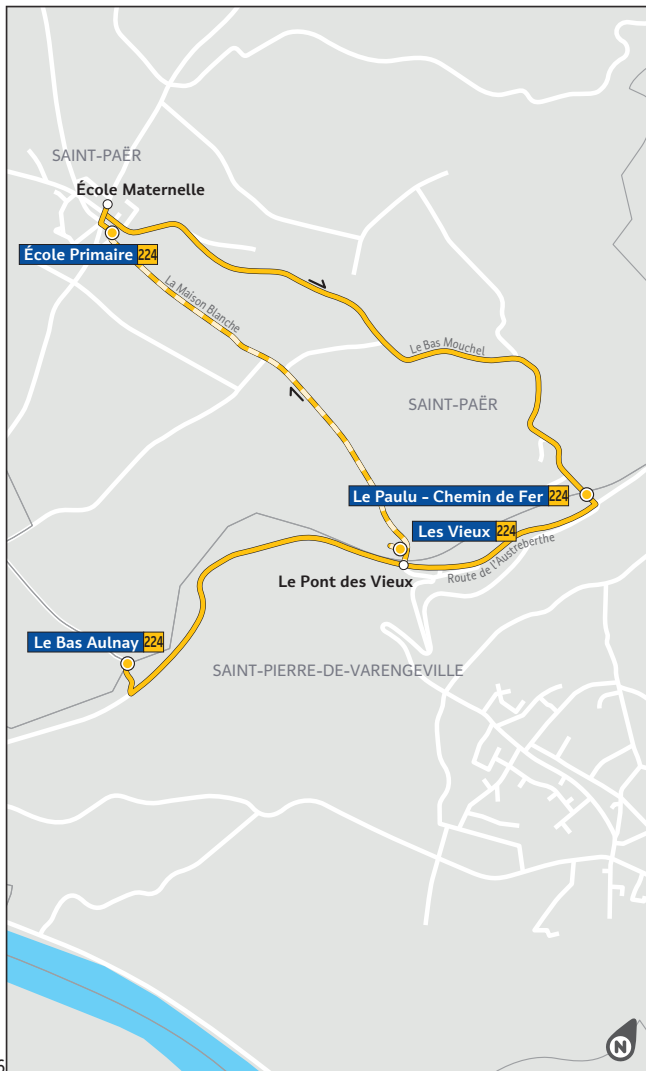 SAINT-PAËR
École Maternelle
École Primaire 224
La Maison Blanche
Le Bas Mouchel
SAINT-PAËR
Le Paulu – Chemin de Fer 224
Les Vieux 224
Route de l'Austreberthe
Le Pont des Vieux
Le Bas Aulnay 224
SAINT-PIERRE-DE-VARENGEVILLE
N